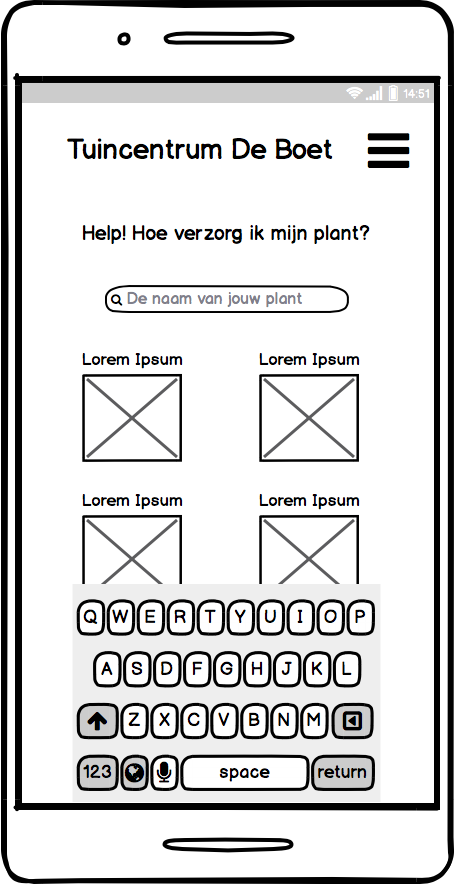 14:51
Tuincentrum De Boet
Help! Hoe verzorg ik mijn plant?
De naam van jouw plant
Lorem Ipsum Lorem Ipsum
Lorem Ipsum Lorem Ipsum
Q W E R T Y U I O P
A S D F G H J K L
Z X C V B N M
123 space return